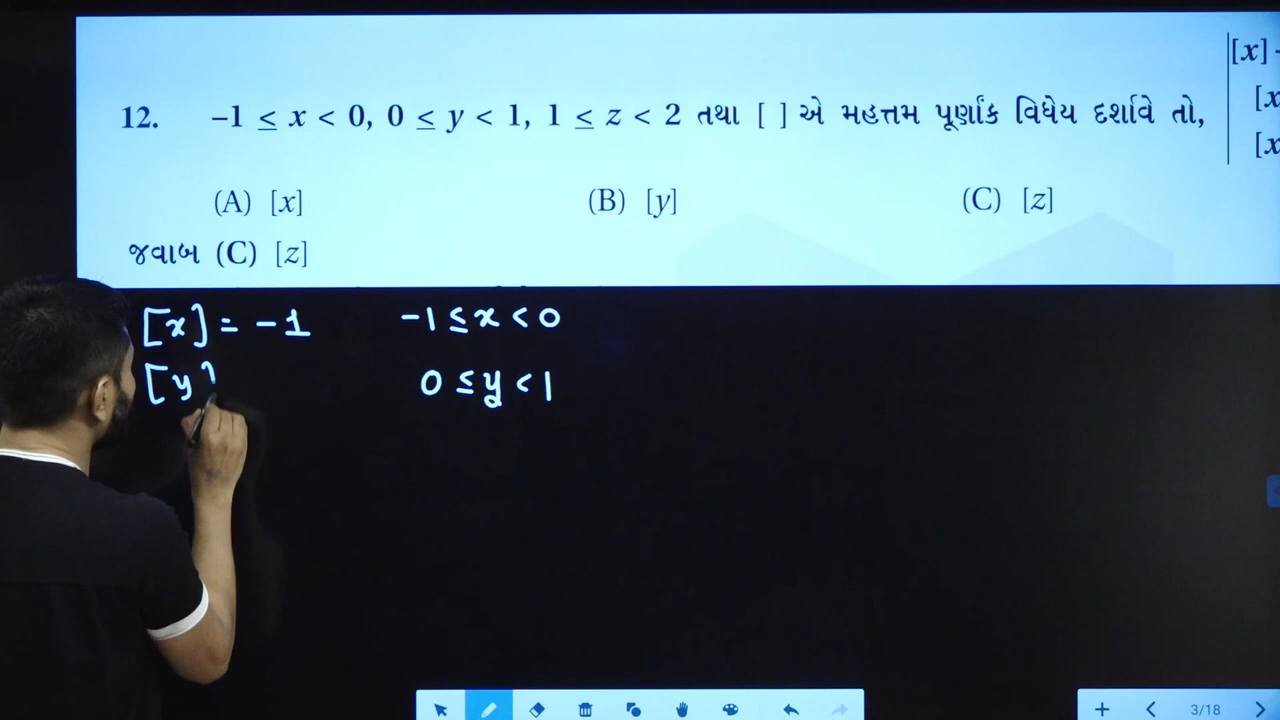 12. −1 ≤ x < 0, 0 ≤ y < 1, 1 ≤ z < 2 તથા [ ] એ મહત્તમ પૂર્ણાંક વિધેય દર્શાવે તો,
[x]
[x
[x
(A) [x] (B) [y] (C) [z]
જવાબ (C) [z]
[x] = -1 -1 ≤ x < 0
[y] 0 ≤ y < 1
3/18